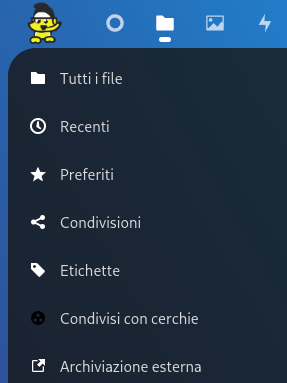 Tutti i file
Recenti
Preferiti
Condivisioni
Etichette
Condivisi con cerchie
Archiviazione esterna